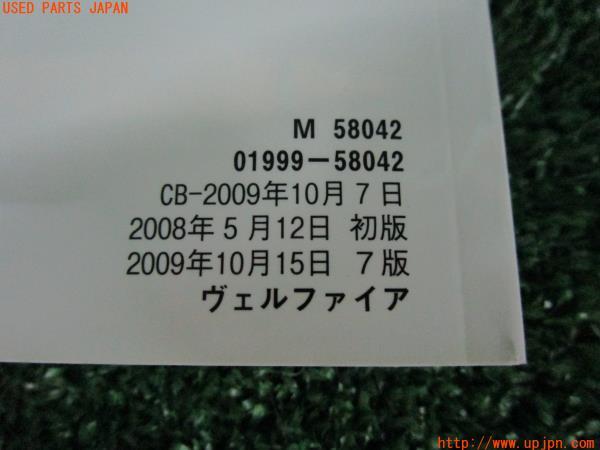 USED PARTS JAPAN
M 58042
01999-58042
CB-2009年10月7日
2008年5月12日 初版
2009年10月15日 7版
ヴェルファイア
http://www.upjpn.com/